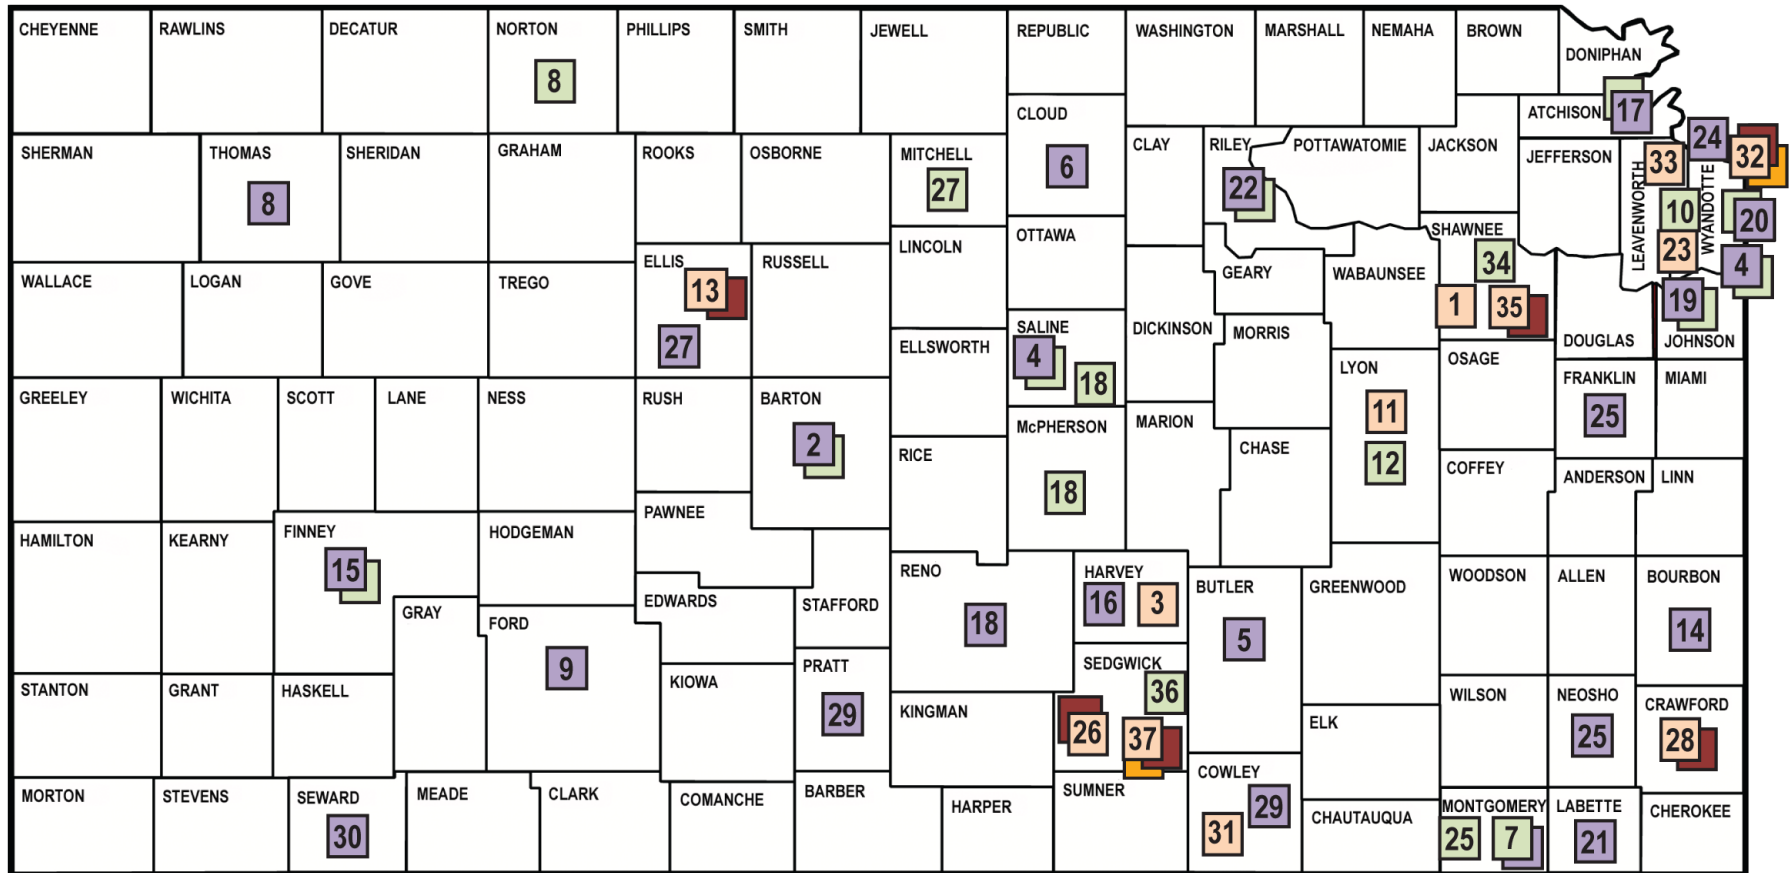 CHEYENNE
RAWLINS
DECATUR
NORTON
8
PHILLIPS
SMITH
JEWELL
REPUBLIC
WASHINGTON
MARSHALL
NEMAHA
BROWN
DONIPHAN
CLOUD
6
ATCHISON
17
SHERMAN
THOMAS
8
SHERIDAN
GRAHAM
ROOKS
OSBORNE
MITCHELL
27
CLAY
RILEY
22
POTTAWATOMIE
JACKSON
JEFFERSON
LEAVENWORTH
33
10
23
WYANDOTTE
24
32
20
4
LINCOLN
OTTAWA
SHAWNEE
34
1
35
WALLACE
LOGAN
GOVE
TREGO
ELLIS
13
27
RUSSELL
GEARY
WABAUNSEE
19
DOUGLAS
JOHNSON
ELLSWORTH
SALINE
4
18
DICKINSON
MORRIS
OSAGE
GREELEY
WICHITA
SCOTT
LANE
NESS
RUSH
BARTON
2
LYON
11
12
FRANKLIN
25
MIAMI
RICE
McPHERSON
18
MARION
CHASE
COFFEY
ANDERSON
LINN
HAMILTON
KEARNY
FINNEY
15
HODGEMAN
PAWNEE
RENO
18
HARVEY
16
3
BUTLER
5
GREENWOOD
WOODSON
ALLEN
BOURBON
14
GRAY
FORD
9
EDWARDS
STAFFORD
STANTON
GRANT
HASKELL
KIOWA
PRATT
29
KINGMAN
SEDGWICK
36
26
37
ELK
WILSON
NEOSHO
25
CRAWFORD
28
MORTON
STEVENS
SEWARD
30
MEADE
CLARK
COMANCHE
BARBER
HARPER
SUMNER
COWLEY
29
31
CHAUTAUQUA
MONTGOMERY
25
7
LABETTE
21
CHEROKEE